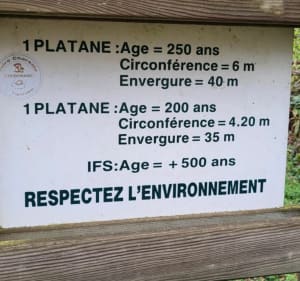 1 PLATANE : Age = 250 ans
Circonférence = 6 m
Envergure = 40 m
1 PLATANE : Age = 200 ans
Circonférence = 4.20 m
Envergure = 35 m
IFS: Age = + 500 ans
RESPECTEZ L'ENVIRONNEMENT